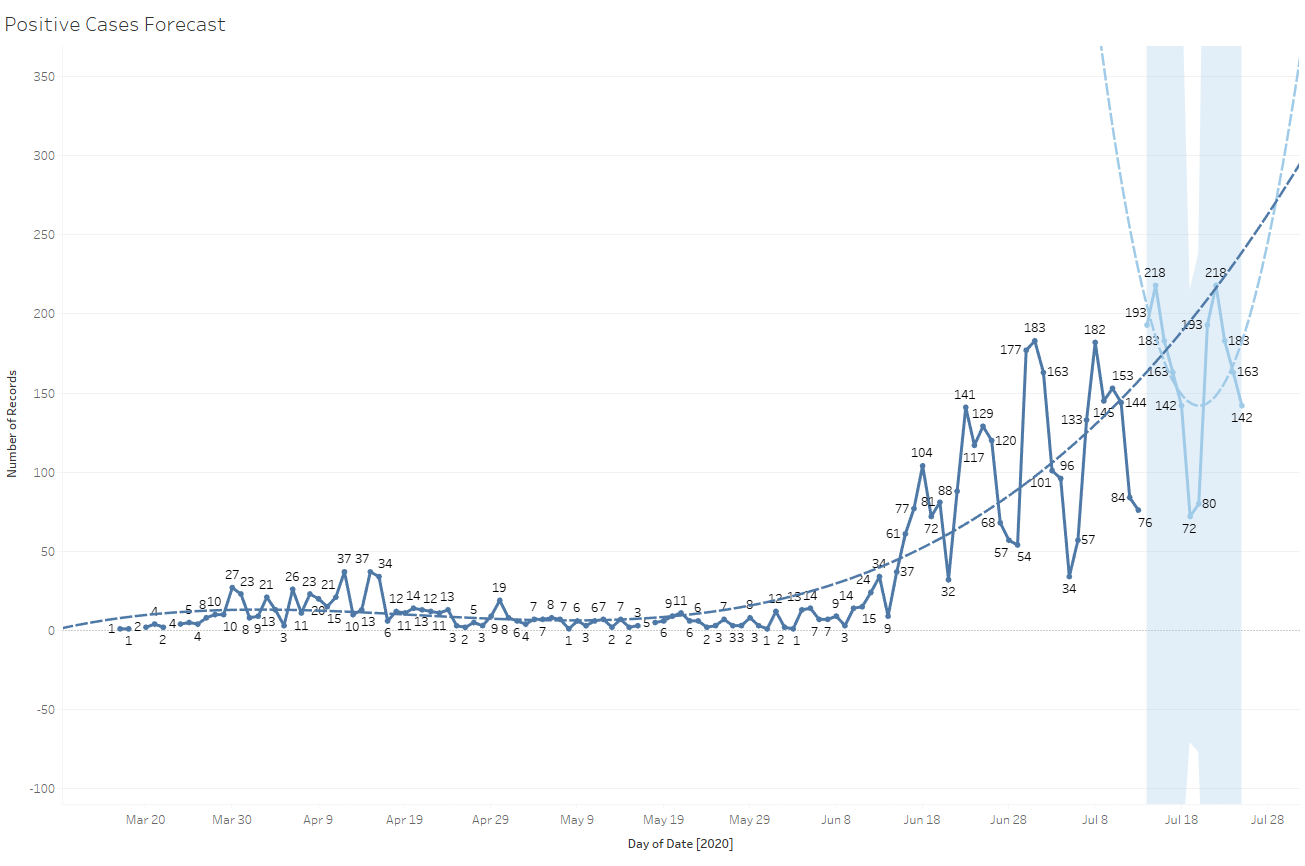 Positive Cases Forecast
350
300
250
200
150
100
50
0
-50
-100
Number of Records
1 1 2 4 2 4 5 4 8 10 10 27 23 8 9 21 13 3 26 11 23 20 21 15 37 10 37 13 34 6 12 11 14 13 12 11 13 3 2 5 3 9 19 8 6 4 7 7 8 7 1 6 3 6 7 2 7 2 3 5 6 9 11 6 6 2 3 7 3 3 8 3 1 12 2 13 1 14 7 7 9 14 3 15 24 34 9 37 61 77 104 72 81 32 88 141 117 129 120 68 57 54 177 183 163 101 96 34 57 133 182 145 153 144 84 76
193 218 183 163 142 72 80 193 218 183 163 142
Mar 20 Mar 30 Apr 9 Apr 19 Apr 29 May 9 May 19 May 29 Jun 8 Jun 18 Jun 28 Jul 8 Jul 18 Jul 28
Day of Date [2020]